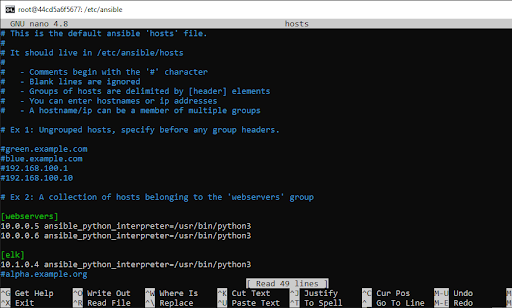 root@44cd5a6f5677: /etc/ansible
GNU nano 4.8 hosts
# This is the default ansible 'hosts' file.
#
# It should live in /etc/ansible/hosts
#
#   - Comments begin with the '#' character
#   - Blank lines are ignored
#   - Groups of hosts are delimited by [header] elements
#   - You can enter hostnames or ip addresses
#   - A hostname/ip can be a member of multiple groups
# Ex 1: Ungrouped hosts, specify before any group headers.
#green.example.com
#blue.example.com
#192.168.100.1
#192.168.100.10
# Ex 2: A collection of hosts belonging to the 'webservers' group
[webservers]
10.0.0.5 ansible_python_interpreter=/usr/bin/python3
10.0.0.6 ansible_python_interpreter=/usr/bin/python3
[elk]
10.1.0.4 ansible_python_interpreter=/usr/bin/python3
#alpha.example.org
[ Read 49 lines ]
^G Get Help ^O Write Out ^W Where Is ^K Cut Text ^J Justify ^C Cur Pos M-U Undo M
^X Exit ^R Read File ^\ Replace ^U Paste Text ^T To Spell ^_ Go To Line M-E Redo M